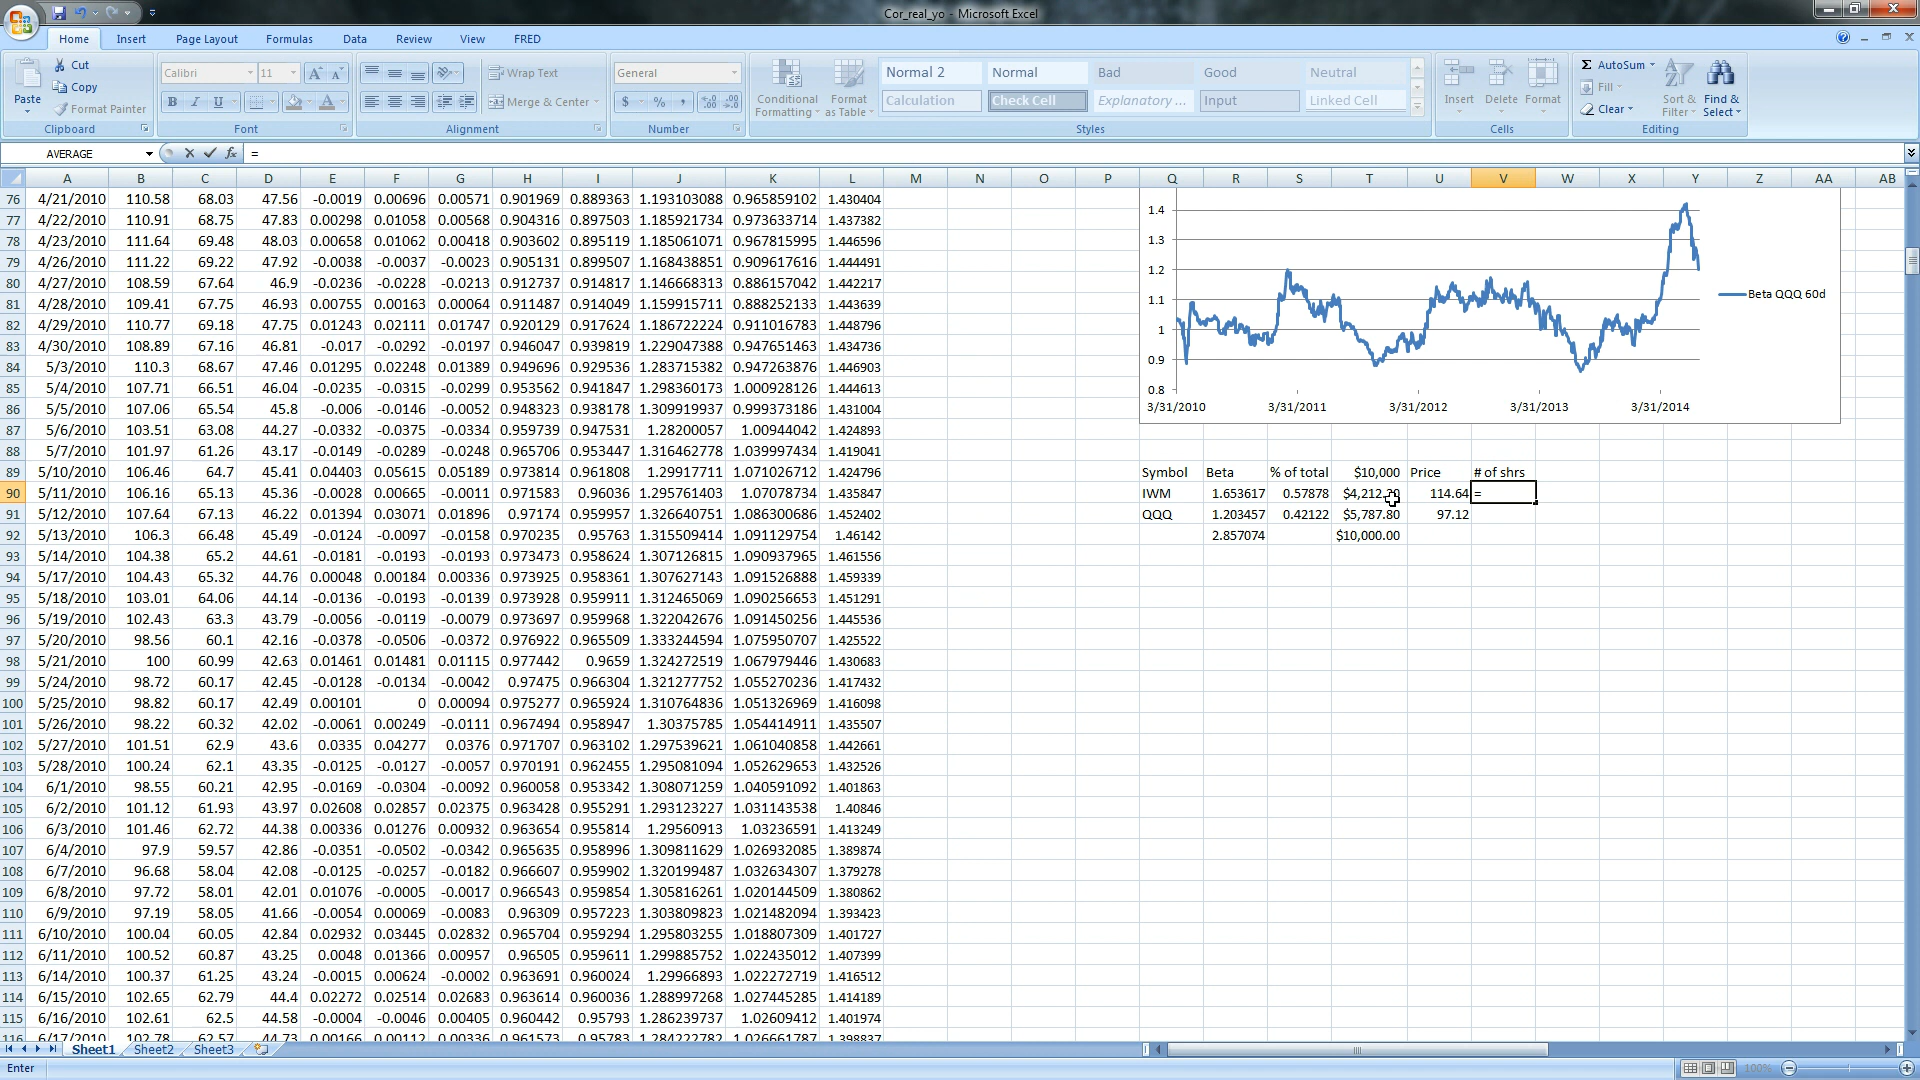 Cor_real_yo - Microsoft Excel
Home Insert Page Layout Formulas Data Review View FRED
Paste Cut Copy Format Painter
Calibri 11
B I U
Wrap Text
Merge & Center
General
$ % ,
Conditional Formatting Format as Table
Normal 2 Normal Bad Good Neutral
Calculation Check Cell Explanatory ... Input Linked Cell
Insert Delete Format
Σ AutoSum Fill Clear
Sort & Filter Find & Select
Clipboard Font Alignment Number Styles Cells Editing
AVERAGE fx =
A B C D E F G H I J K L M N O P Q R S T U V W X Y Z AA AB
76 4/21/2010 110.58 68.03 47.56 -0.0019 0.00696 0.00571 0.901969 0.889363 1.193103088 0.965859102 1.430404
77 4/22/2010 110.91 68.75 47.83 0.00298 0.01058 0.00568 0.904316 0.897503 1.185921734 0.973633714 1.437382
78 4/23/2010 111.64 69.48 48.03 0.00658 0.01062 0.00418 0.903602 0.895119 1.185061071 0.967815995 1.446596
79 4/26/2010 111.22 69.22 47.92 -0.0038 -0.0037 -0.0023 0.905131 0.899507 1.168438851 0.909617616 1.444491
80 4/27/2010 108.59 67.64 46.9 -0.0236 -0.0228 -0.0213 0.912737 0.914817 1.146668313 0.886157042 1.442217
81 4/28/2010 109.41 67.75 46.93 0.00755 0.00163 0.00064 0.911487 0.914049 1.159915711 0.888252133 1.443639
82 4/29/2010 110.77 69.18 47.75 0.01243 0.02111 0.01747 0.920129 0.917624 1.186722224 0.911016783 1.448796
83 4/30/2010 108.89 67.16 46.81 -0.017 -0.0292 -0.0197 0.946047 0.939819 1.229047388 0.947651463 1.434736
84 5/3/2010 110.3 68.67 47.46 0.01295 0.02248 0.01389 0.949696 0.929536 1.283715382 0.947263876 1.446903
85 5/4/2010 107.71 66.51 46.04 -0.0235 -0.0315 -0.0299 0.953562 0.941847 1.298360173 1.000928126 1.444613
86 5/5/2010 107.06 65.54 45.8 -0.006 -0.0146 -0.0052 0.948323 0.938178 1.309919937 0.999373186 1.431004
87 5/6/2010 103.51 63.08 44.27 -0.0332 -0.0375 -0.0334 0.959739 0.947531 1.28200057 1.00944042 1.424893
88 5/7/2010 101.97 61.26 43.17 -0.0149 -0.0289 -0.0248 0.965706 0.953447 1.316462778 1.039997434 1.419041
89 5/10/2010 106.46 64.7 45.41 0.04403 0.05615 0.05189 0.973814 0.961808 1.29917711 1.071026712 1.424796
90 5/11/2010 106.16 65.13 45.36 -0.0028 0.00665 -0.0011 0.971583 0.96036 1.295761403 1.07078734 1.435847
91 5/12/2010 107.64 67.13 46.22 0.01394 0.03071 0.01896 0.97174 0.959911 1.326640751 1.086300686 1.452402
92 5/13/2010 106.3 66.48 45.49 -0.0124 -0.0097 -0.0158 0.970235 0.95763 1.315509414 1.091129754 1.46142
93 5/14/2010 104.38 65.2 44.61 -0.0181 -0.0193 -0.0193 0.973473 0.958624 1.307126815 1.090937965 1.461556
94 5/17/2010 104.43 65.32 44.76 0.00048 0.00184 0.00336 0.973925 0.958361 1.307627143 1.091526888 1.459339
95 5/18/2010 103.01 64.06 44.14 -0.0136 -0.0193 -0.0139 0.973928 0.959911 1.312465069 1.090256653 1.451291
96 5/19/2010 102.43 63.3 43.79 -0.0056 -0.0119 -0.0079 0.973697 0.959968 1.322042676 1.091450256 1.445536
97 5/20/2010 98.56 60.1 42.16 -0.0378 -0.0506 -0.0372 0.976922 0.965509 1.333244594 1.075950707 1.425522
98 5/21/2010 100 60.99 42.63 0.01461 0.01481 0.01115 0.977442 0.9659 1.324272519 1.067979446 1.430683
99 5/24/2010 98.72 60.17 42.45 -0.0128 -0.0134 -0.0042 0.97475 0.966304 1.321277752 1.055270236 1.417432
100 5/25/2010 98.82 60.17 42.49 0.00101 0 0.00094 0.975277 0.965924 1.310764836 1.051326969 1.416098
101 5/26/2010 98.22 60.32 42.02 -0.0061 0.00249 -0.0111 0.967494 0.958947 1.30375785 1.054414911 1.435507
102 5/27/2010 101.51 62.9 43.6 0.0335 0.04277 0.0376 0.971707 0.963102 1.297539621 1.061040858 1.442661
103 5/28/2010 100.24 62.1 43.35 -0.0125 -0.0127 -0.0057 0.970191 0.962455 1.295081094 1.052629653 1.432526
104 6/1/2010 98.55 60.21 42.95 -0.0169 -0.0304 -0.0092 0.960058 0.953342 1.308071259 1.040591092 1.401863
105 6/2/2010 101.12 61.93 43.97 0.02608 0.02857 0.02375 0.963428 0.955291 1.293123227 1.031143538 1.40846
106 6/3/2010 101.46 62.72 44.38 0.00336 0.01276 0.00932 0.963654 0.955814 1.29560913 1.03236591 1.413249
107 6/4/2010 97.9 59.57 42.86 -0.0351 -0.0502 -0.0342 0.965635 0.958996 1.309811629 1.026932085 1.389874
108 6/7/2010 96.68 58.04 42.08 -0.0125 -0.0257 -0.0182 0.966607 0.959902 1.320199487 1.032634307 1.379278
109 6/8/2010 97.72 58.01 42.01 0.01076 -0.0005 -0.0017 0.966543 0.959854 1.305816261 1.020144509 1.380862
110 6/9/2010 97.19 58.05 41.66 -0.0054 0.00069 -0.0083 0.96309 0.957223 1.303809823 1.021482094 1.393423
111 6/10/2010 100.04 60.05 42.84 0.02932 0.03445 0.02832 0.965704 0.959294 1.295803255 1.018807309 1.401727
112 6/11/2010 100.52 60.87 43.25 0.0048 0.01366 0.00957 0.96505 0.959611 1.299885752 1.022435012 1.407399
113 6/14/2010 100.37 61.25 43.24 -0.0015 0.00624 -0.0002 0.963691 0.960024 1.29966893 1.022272719 1.416512
114 6/15/2010 102.65 62.79 44.4 0.02272 0.02514 0.02683 0.963614 0.960036 1.288997268 1.027445285 1.414189
115 6/16/2010 102.61 62.5 44.58 -0.0004 -0.0046 0.00405 0.960442 0.95793 1.286239737 1.02609412 1.401974
116 6/17/2010 102.78 62.57 44.73 0.00166 0.00112 0.00336 0.961573 0.95783 1.284222782 1.026661787 1.398837
1.4
1.3
1.2
1.1
1
0.9
0.8
3/31/2010 3/31/2011 3/31/2012 3/31/2013 3/31/2014
Beta QQQ 60d
Symbol Beta % of total $10,000 Price # of shrs
IWM 1.653617 0.57878 $4,212. 114.64 =
QQQ 1.203457 0.42122 $5,787.80 97.12
2.857074 $10,000.00
Sheet1 Sheet2 Sheet3
Enter 100%